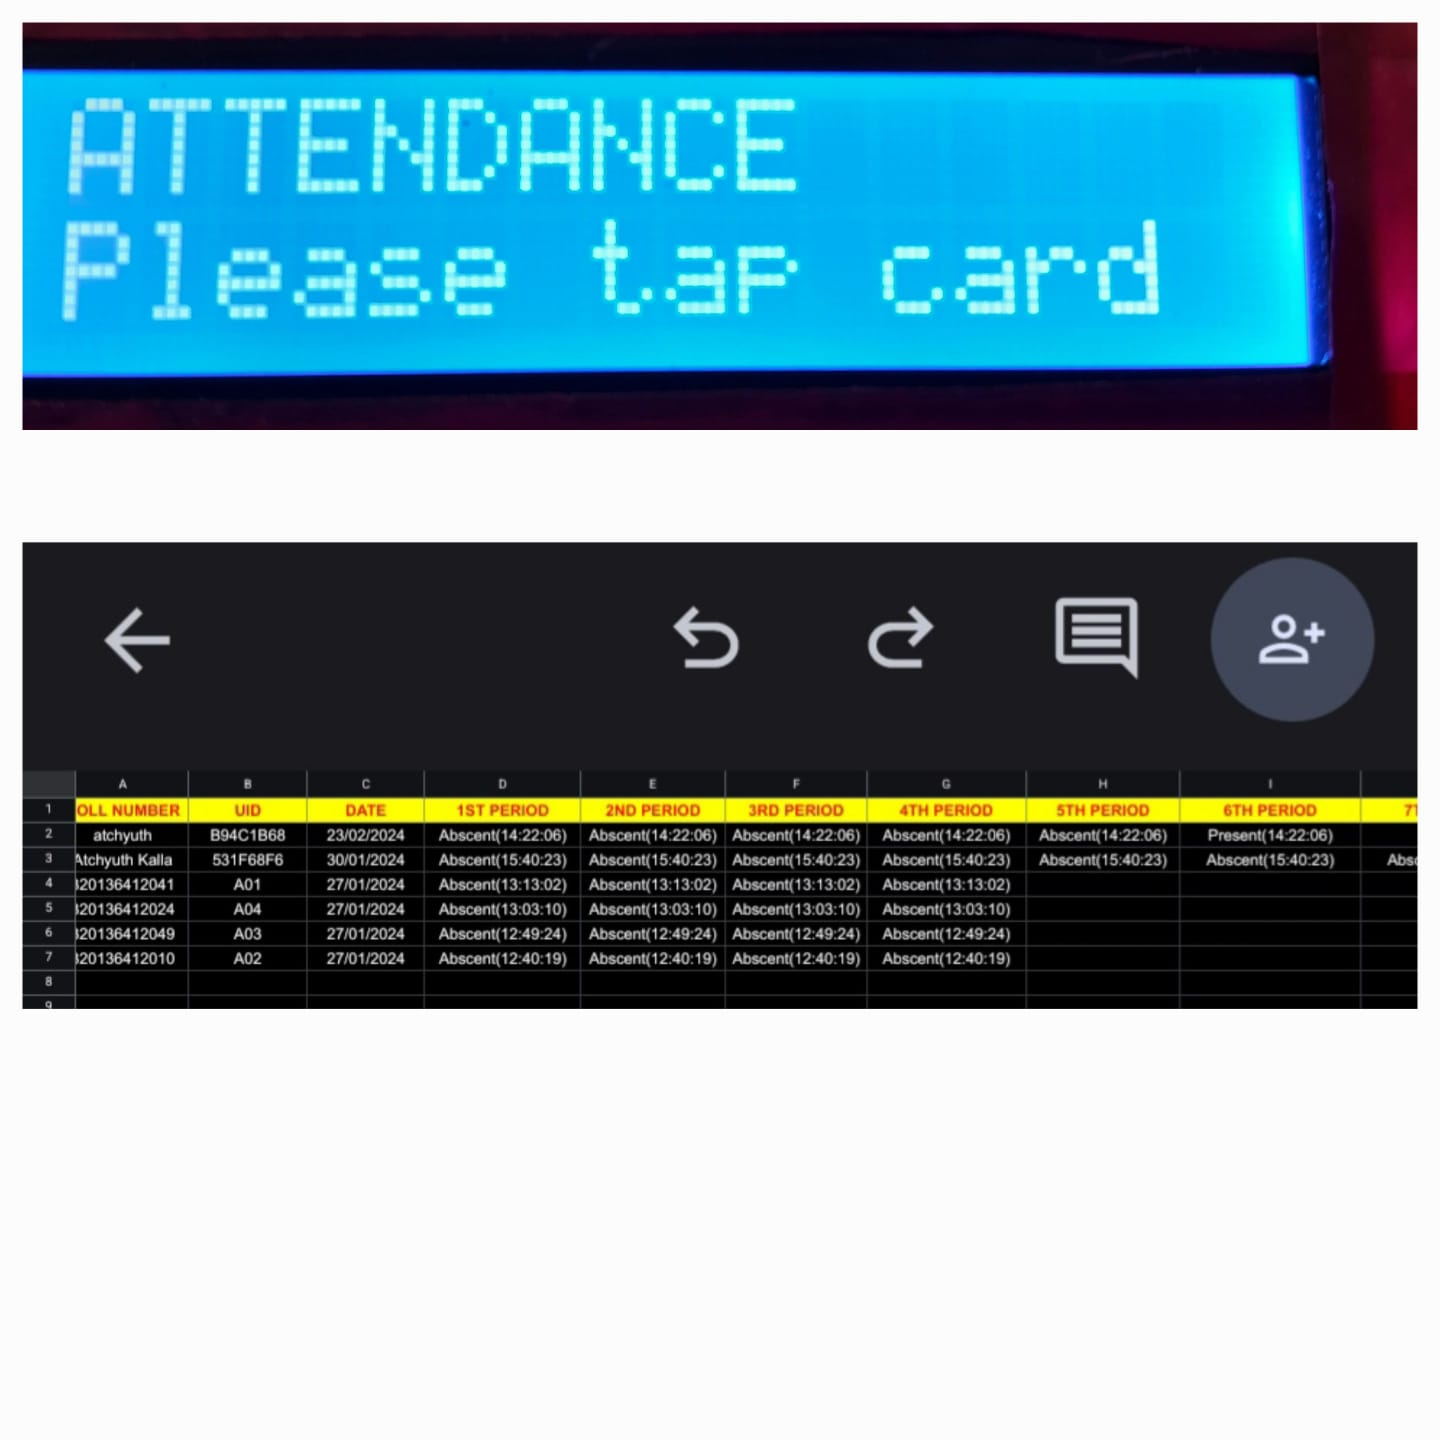 ATTENDANCE
Please tap card
A B C D E F G H I
1 OLL NUMBER UID DATE 1ST PERIOD 2ND PERIOD 3RD PERIOD 4TH PERIOD 5TH PERIOD 6TH PERIOD
2 atchyuth B94C1B68 23/02/2024 Abscent(14:22:06) Abscent(14:22:06) Abscent(14:22:06) Abscent(14:22:06) Abscent(14:22:06) Present(14:22:06)
3 Atchyuth Kalla 531F68F6 30/01/2024 Abscent(15:40:23) Abscent(15:40:23) Abscent(15:40:23) Abscent(15:40:23) Abscent(15:40:23) Abscent(15:40:23) Absc
4 20136412041 A01 27/01/2024 Abscent(13:13:02) Abscent(13:13:02) Abscent(13:13:02) Abscent(13:13:02)
5 20136412024 A04 27/01/2024 Abscent(13:03:10) Abscent(13:03:10) Abscent(13:03:10) Abscent(13:03:10)
6 20136412049 A03 27/01/2024 Abscent(12:49:24) Abscent(12:49:24) Abscent(12:49:24) Abscent(12:49:24)
7 20136412010 A02 27/01/2024 Abscent(12:40:19) Abscent(12:40:19) Abscent(12:40:19) Abscent(12:40:19)
8
9